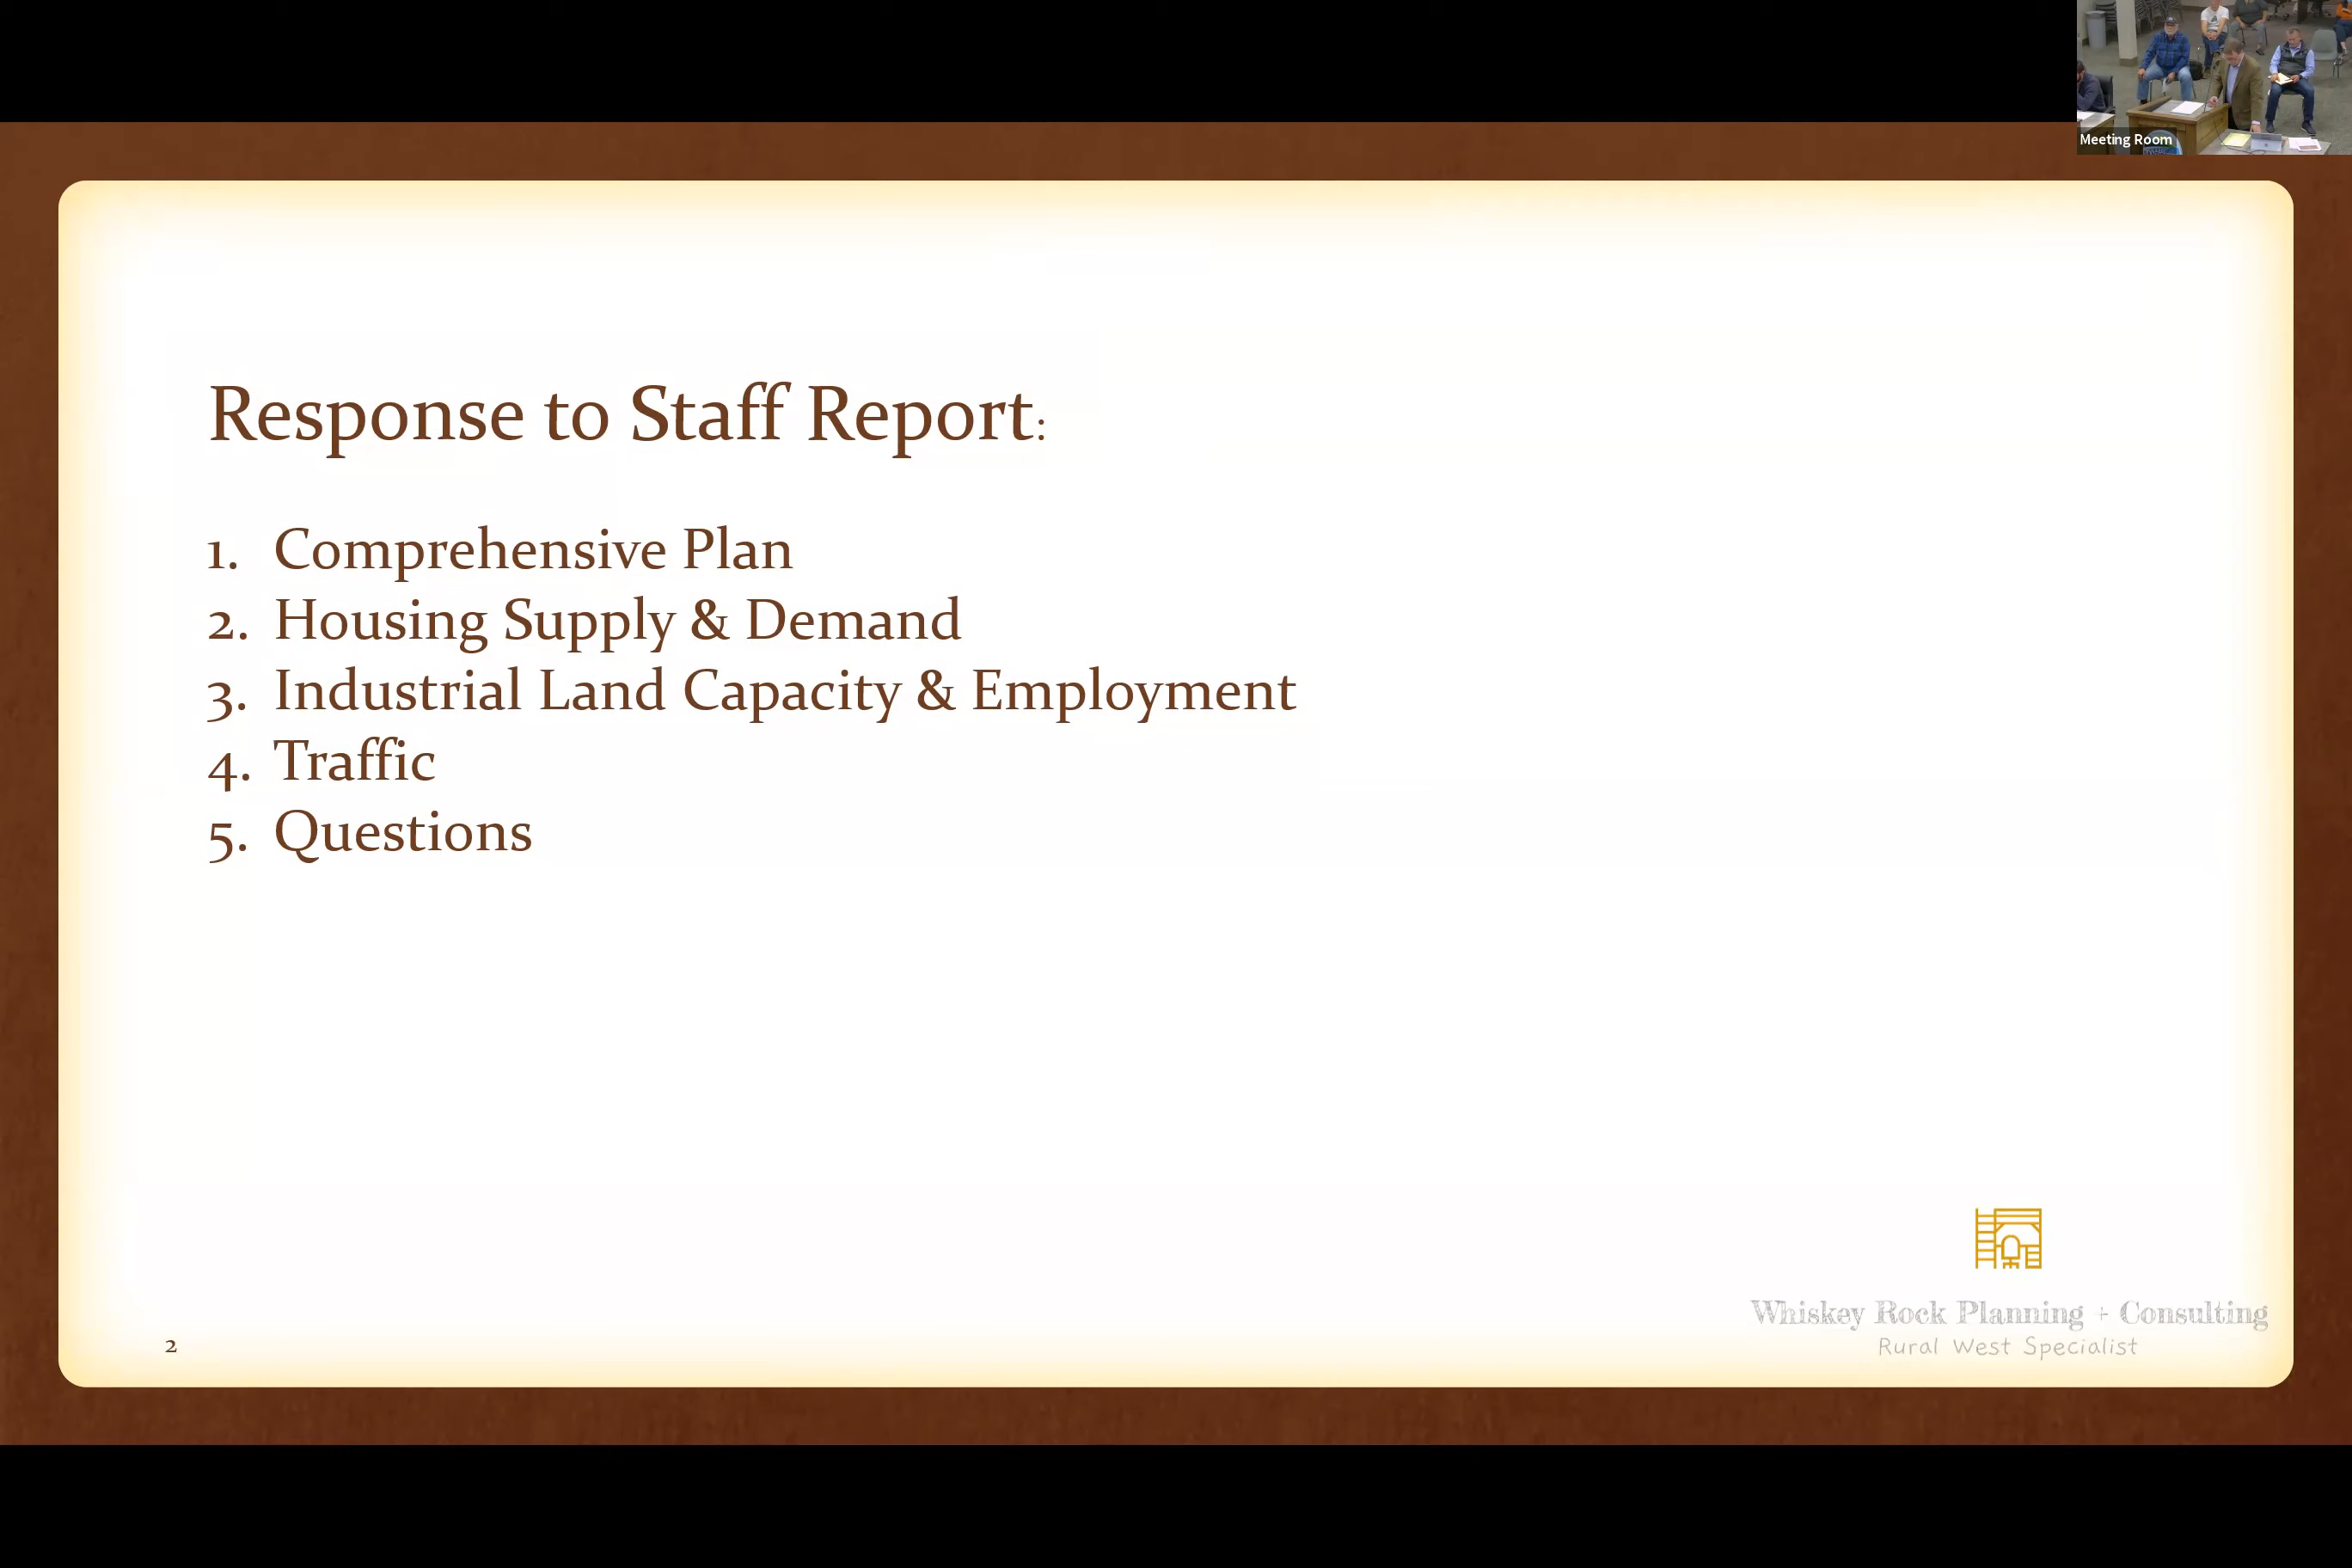 Meeting Room
Response to Staff Report:
1. Comprehensive Plan
2. Housing Supply & Demand
3. Industrial Land Capacity & Employment
4. Traffic
5. Questions
Whiskey Rock Planning + Consulting
Rural West Specialist
2